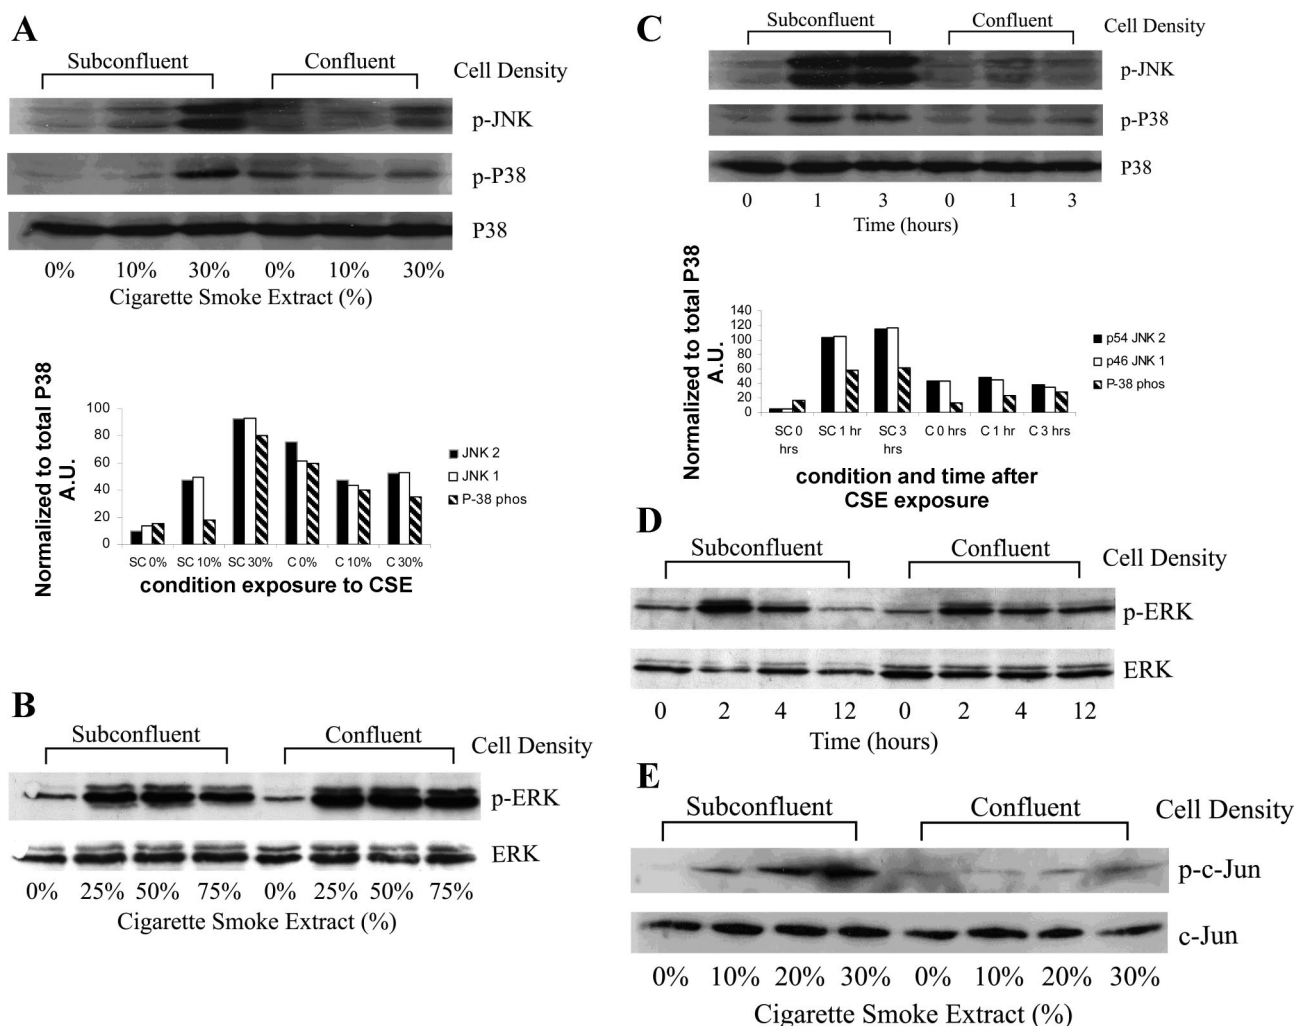 A
Subconfluent Confluent Cell Density
p-JNK
p-P38
P38
0% 10% 30% 0% 10% 30%
Cigarette Smoke Extract (%)
Normalized to total P38
A.U.
100
80
60
40
20
0
SC 0% SC 10% SC 30% C 0% C 10% C 30%
condition exposure to CSE
JNK 2
JNK 1
P-38 phos
B
Subconfluent Confluent Cell Density
p-ERK
ERK
0% 25% 50% 75% 0% 25% 50% 75%
Cigarette Smoke Extract (%)
C
Subconfluent Confluent Cell Density
p-JNK
p-P38
P38
0 1 3 0 1 3
Time (hours)
Normalized to total P38
A.U.
140
120
100
80
60
40
20
0
SC 0 SC 1 hr SC 3 C 0 hrs C 1 hr C 3 hrs
hrs hrs
condition and time after
CSE exposure
p54 JNK 2
p46 JNK 1
P-38 phos
D
Subconfluent Confluent Cell Density
p-ERK
ERK
0 2 4 12 0 2 4 12
Time (hours)
E
Subconfluent Confluent Cell Density
p-c-Jun
c-Jun
0% 10% 20% 30% 0% 10% 20% 30%
Cigarette Smoke Extract (%)